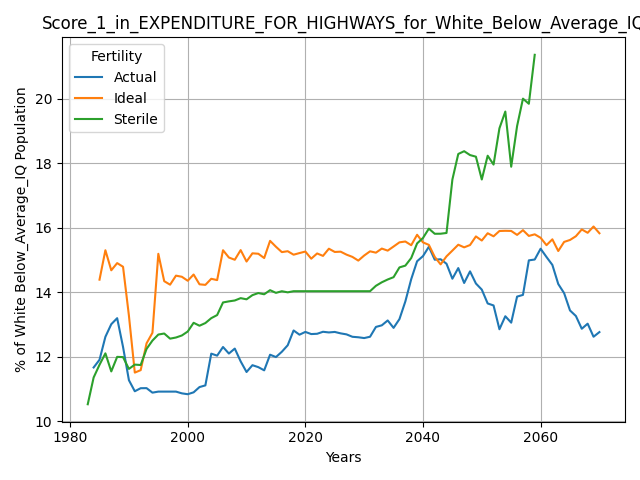 Score_1_in_EXPENDITURE_FOR_HIGHWAYS_for_White_Below_Average_IQ
Fertility
Actual
Ideal
Sterile
% of White Below_Average_IQ Population
20
18
16
14
12
10
1980
2000
2020
2040
2060
Years